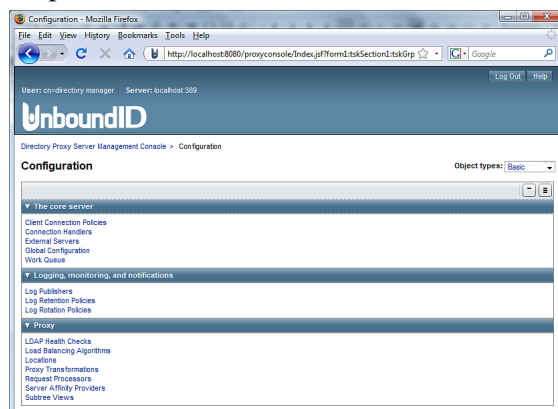 Configuration - Mozilla Firefox
File Edit View History Bookmarks Tools Help
http://localhost:8080/proxyconsole/Index.jsf?form1:tskSection1:tskGrp
Google
Log Out Help
User: cn=directory manager Server: localhost:389
UnboundID
Directory Proxy Server Management Console > Configuration
Configuration
Object types: Basic
The core server
Client Connection Policies
Connection Handlers
External Servers
Global Configuration
Work Queue
Logging, monitoring, and notifications
Log Publishers
Log Retention Policies
Log Rotation Policies
Proxy
LDAP Health Checks
Load Balancing Algorithms
Locations
Proxy Transformations
Request Processors
Server Affinity Providers
Subtree Views